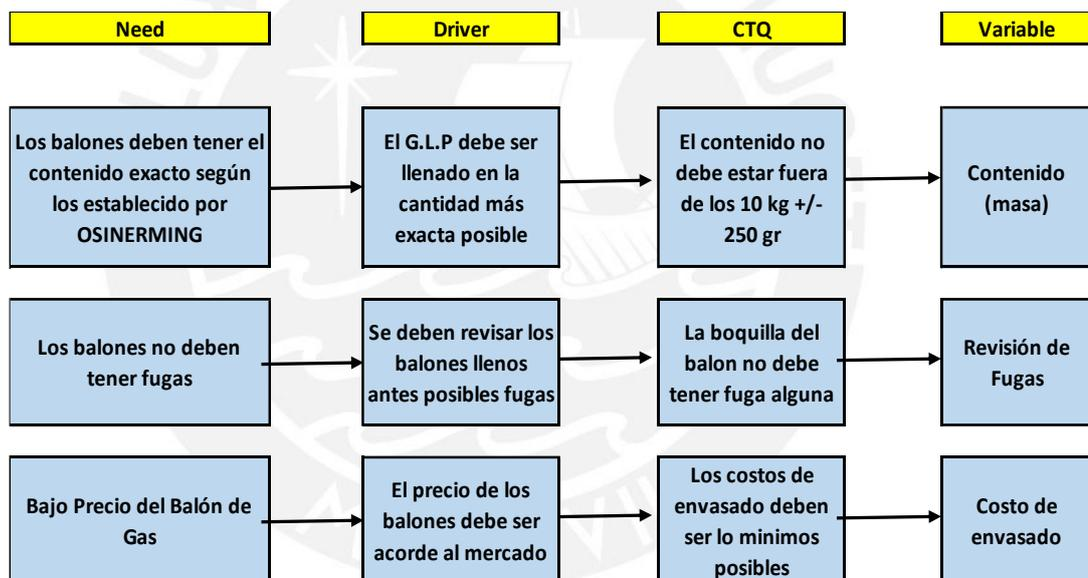 Need
Driver
CTQ
Variable
Los balones deben tener el
contenido exacto según
los establecido por
OSINERMING
El G.L.P debe ser
llenado en la
cantidad más
exacta posible
El contenido no
debe estar fuera
de los 10 kg +/-
250 gr
Contenido
(masa)
Los balones no deben
tener fugas
Se deben revisar los
balones llenos
antes posibles fugas
La boquilla del
balon no debe
tener fuga alguna
Revisión de
Fugas
Bajo Precio del Balón de
Gas
El precio de los
balones debe ser
acorde al mercado
Los costos de
envasado deben
ser lo minimos
posibles
Costo de
envasado